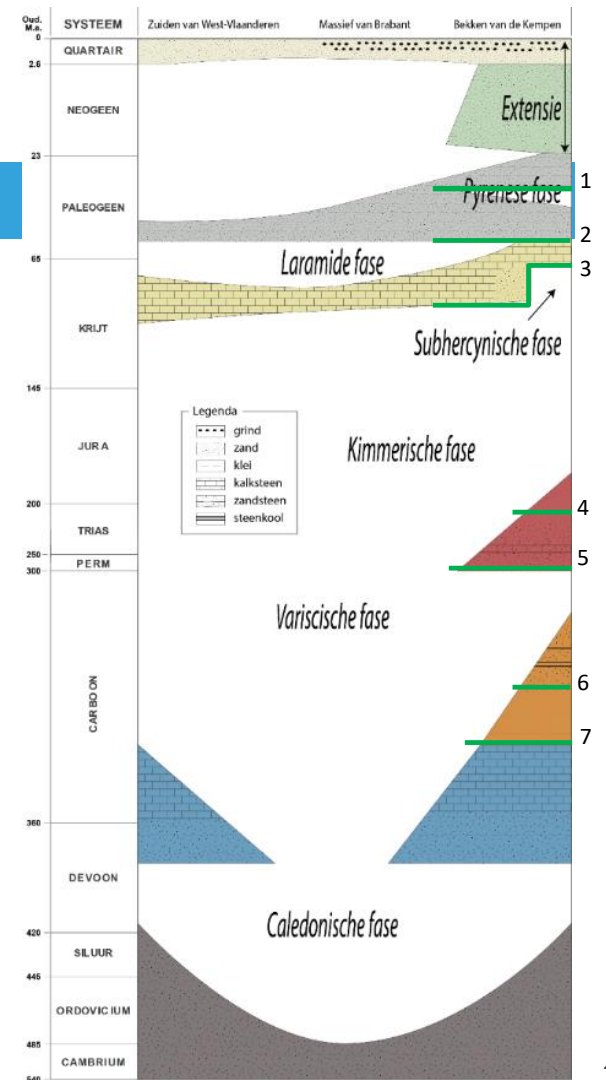 Oud.
M.a.
SYSTEEM
Zuiden van West-Vlaanderen
Massief van Brabant
Bekken van de Kempen
0
QUARTAIR
2.6
NEOGEEN
Extensie
23
1
Pyrenese fase
PALEOGEEN
2
65
Laramide fase
3
KRIJT
Subhercynische fase
145
Legenda
grind
zand
klei
kalksteen
zandsteen
steenkool
JURA
Kimmerische fase
200
4
TRIAS
250
5
PERM
300
Variscische fase
6
CARBOON
7
360
DEVOON
Caledonische fase
420
SILUUR
445
ORDOVICIUM
485
CAMBRIUM
540